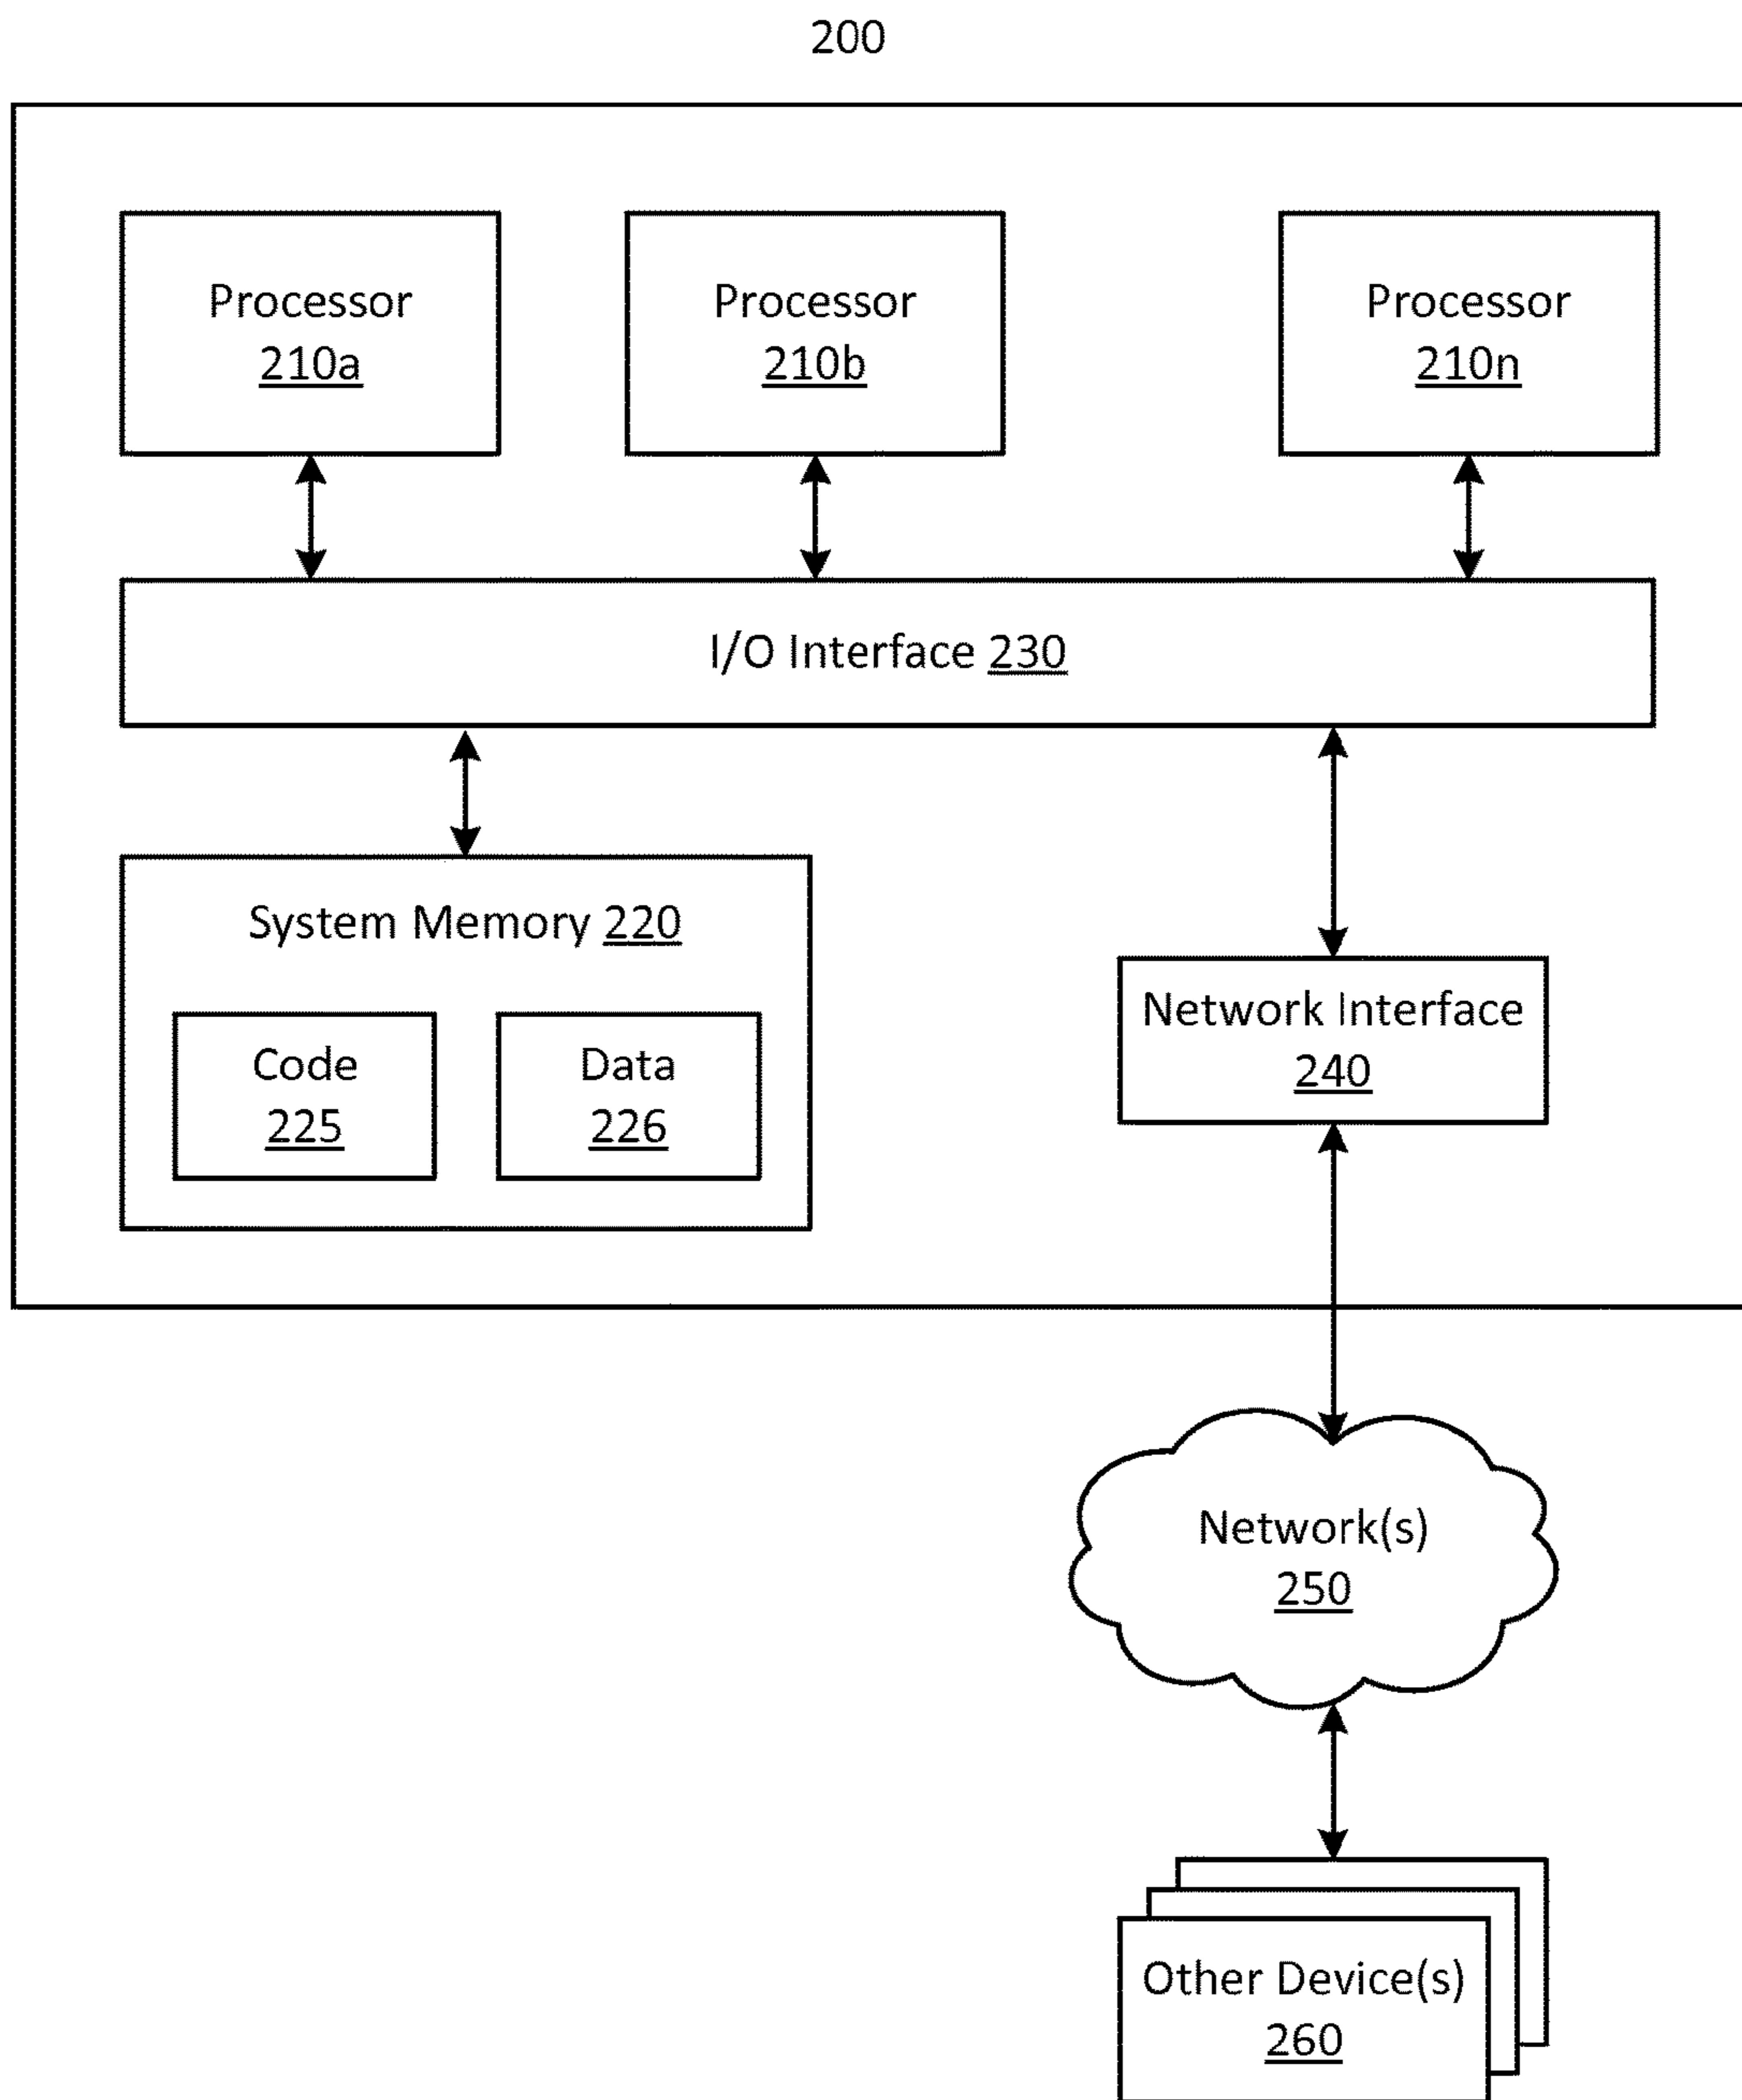 200
Processor
210a
Processor
210b
Processor
210n
I/O Interface 230
System Memory 220
Code
225
Data
226
Network Interface
240
Network(s)
250
Other Device(s)
260